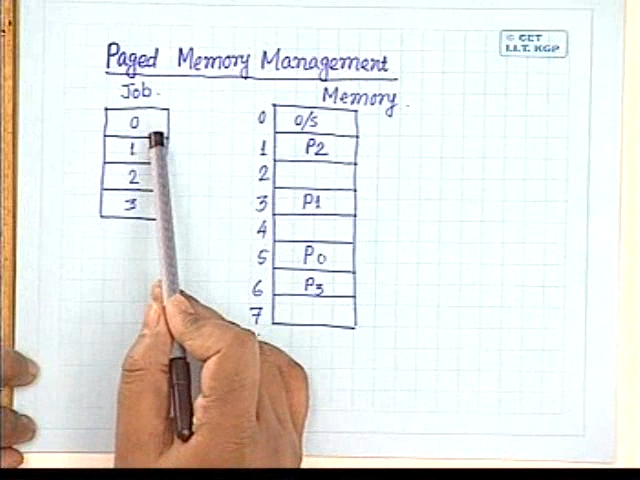 © CET
I.I.T. KGP
Paged Memory Management
Job.
Memory.
0
1
2
3
0 O/S
1 P2
2
3 P1
4
5 P0
6 P3
7